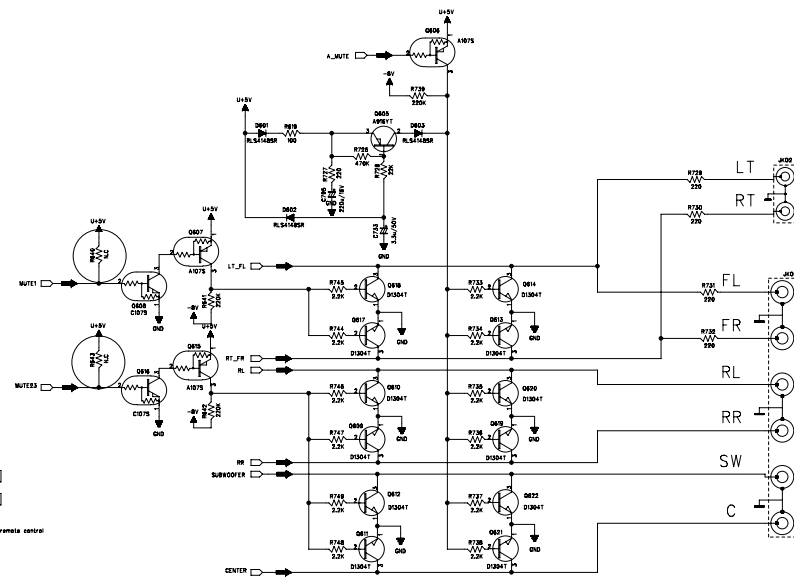 U+5V
Q606
A107S
A_MUTE
-8V
R739
220K
U+5V
D601
RLS4148SR
R619
100
Q605
A916YT
D603
RLS4148SR
R725
470K
R727
220
R728
22K
220u/16V
D602
RLS4148SR
C733
3.3u/50V
GND
GND
R729
220
LT
JK02
R730
220
RT
U+5V
U+5V
Q607
A107S
R640
N.C
MUTE1
Q608
C107S
GND
R641
220K
-8V
LT_FL
R745
2.2K
Q618
D1304T
R733
2.2K
Q614
D1304T
R731
220
FL
JK0
Q617
R744
2.2K
D1304T
GND
Q613
R734
2.2K
D1304T
GND
R732
220
FR
U+5V
U+5V
Q615
A107S
R643
N.C
MUTE23
Q616
C107S
GND
R642
220K
-8V
RT_FR
RL
R746
2.2K
Q610
D1304T
R735
2.2K
Q620
D1304T
RL
Q609
R747
2.2K
D1304T
GND
Q619
R736
2.2K
D1304T
GND
RR
RR
SUBWOOFER
SW
R749
2.2K
Q612
D1304T
R737
2.2K
Q622
D1304T
Q611
R748
2.2K
D1304T
GND
Q621
R738
2.2K
D1304T
GND
C
CENTER
remote control